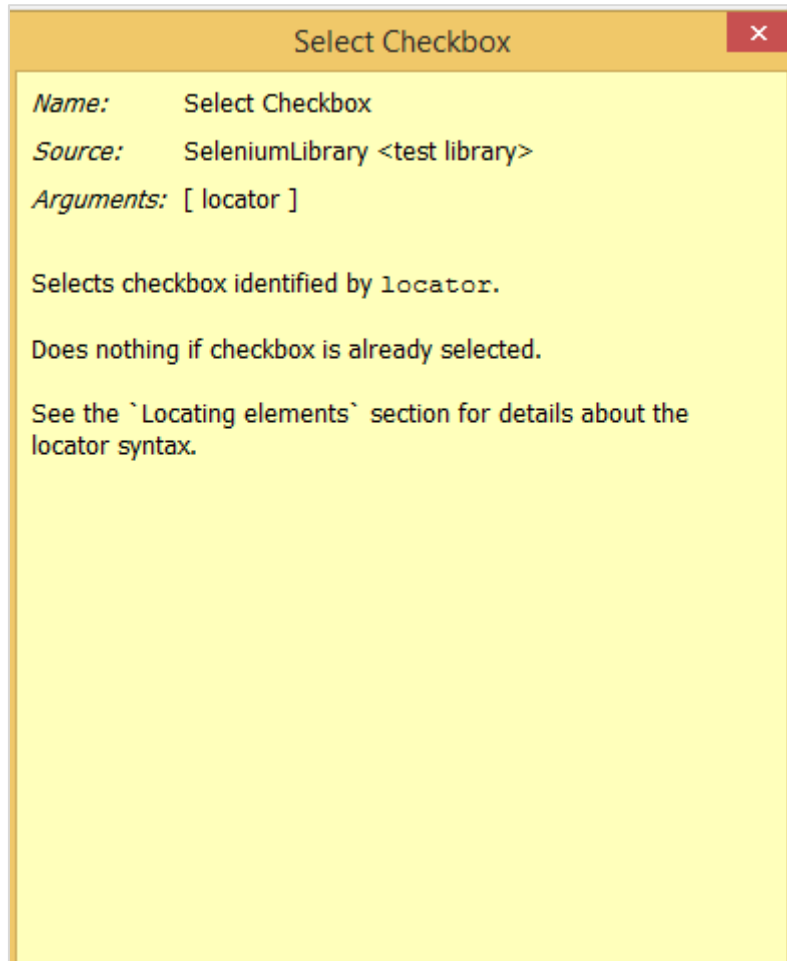 Select Checkbox
Name: Select Checkbox
Source: SeleniumLibrary <test library>
Arguments: [ locator ]
Selects checkbox identified by locator.
Does nothing if checkbox is already selected.
See the `Locating elements` section for details about the
locator syntax.